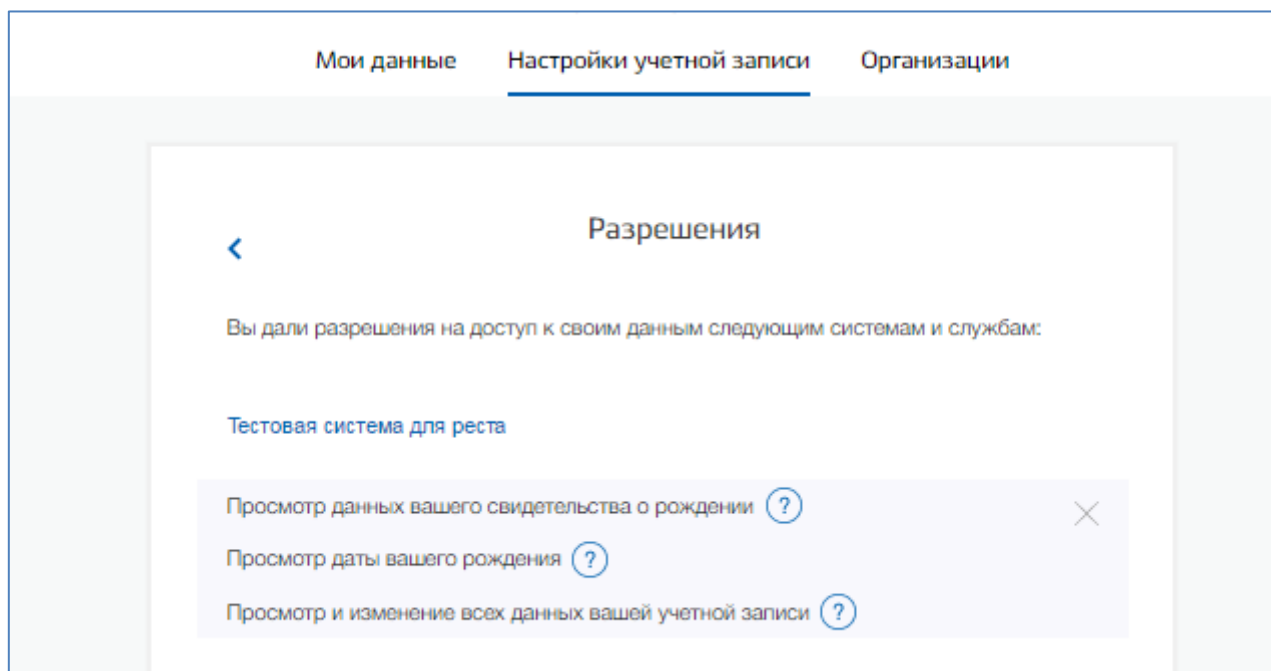 Мои данные Настройки учетной записи Организации
Разрешения
Вы дали разрешения на доступ к своим данным следующим системам и службам:
Тестовая система для реста
Просмотр данных вашего свидетельства о рождении ?
Просмотр даты вашего рождения ?
Просмотр и изменение всех данных вашей учетной записи ?